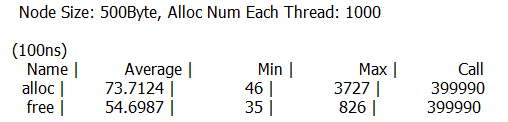 Node Size: 500Byte, Alloc Num Each Thread: 1000
(100ns)
Name | Average | Min | Max | Call
alloc | 73.7124 | 46 | 3727 | 399990
free | 54.6987 | 35 | 826 | 399990